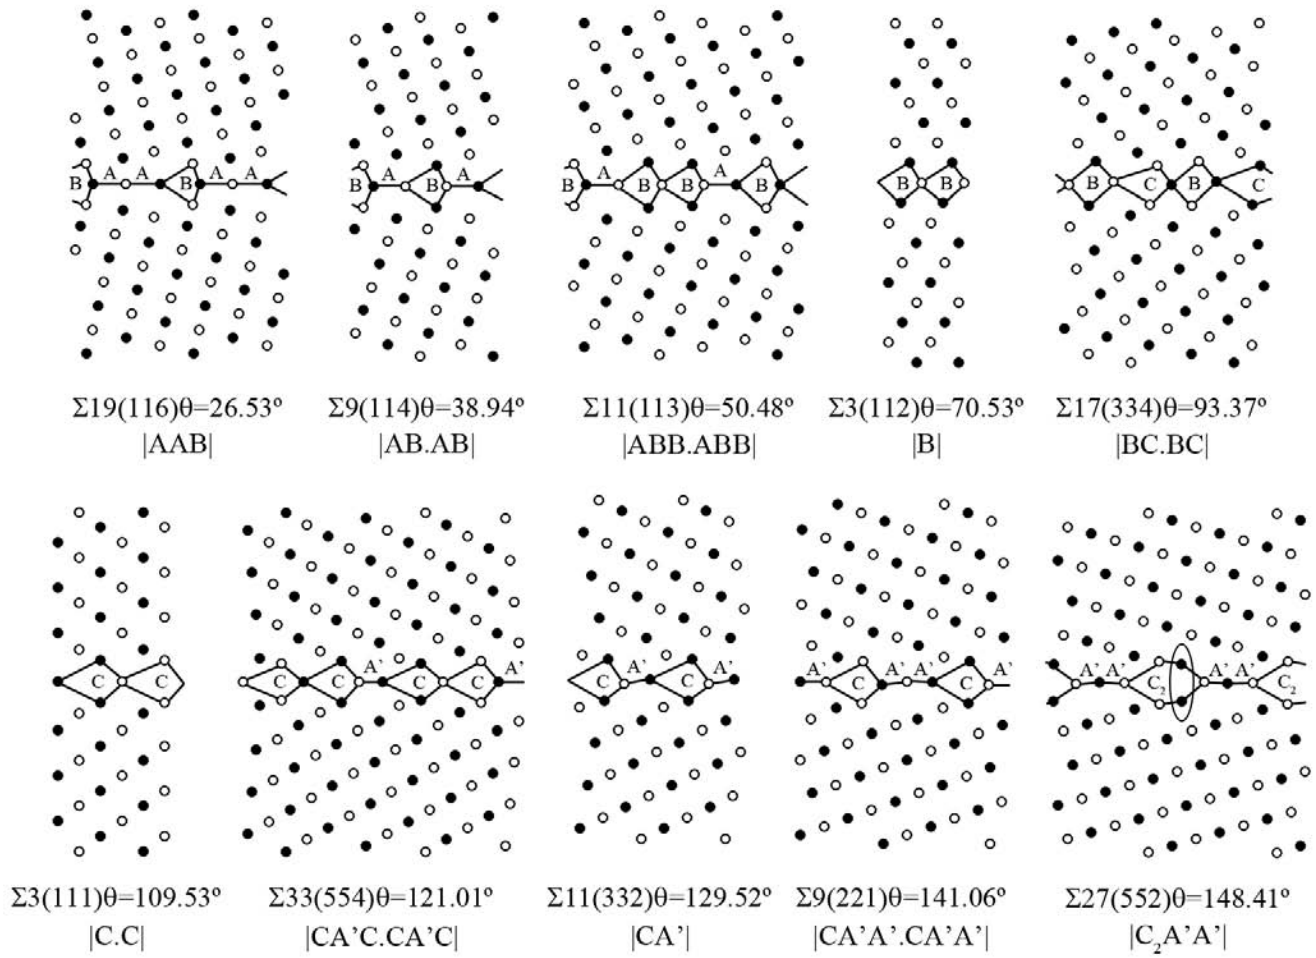 A A A A
B B
A A
B B
A A
B B B B
B B
B C B C
Σ19(116)θ=26.53º Σ9(114)θ=38.94º Σ11(113)θ=50.48º Σ3(112)θ=70.53º Σ17(334)θ=93.37º
|AAB| |AB.AB| |ABB.ABB| |B| |BC.BC|
C C
A' A'
C C C C
A' A'
C C
A' A' A' A'
C C
A' A' A' A'
C₂ C₂
Σ3(111)θ=109.53º Σ33(554)θ=121.01º Σ11(332)θ=129.52º Σ9(221)θ=141.06º Σ27(552)θ=148.41º
|C.C| |CA'C.CA'C| |CA'| |CA'A'.CA'A'| |C₂A'A'|